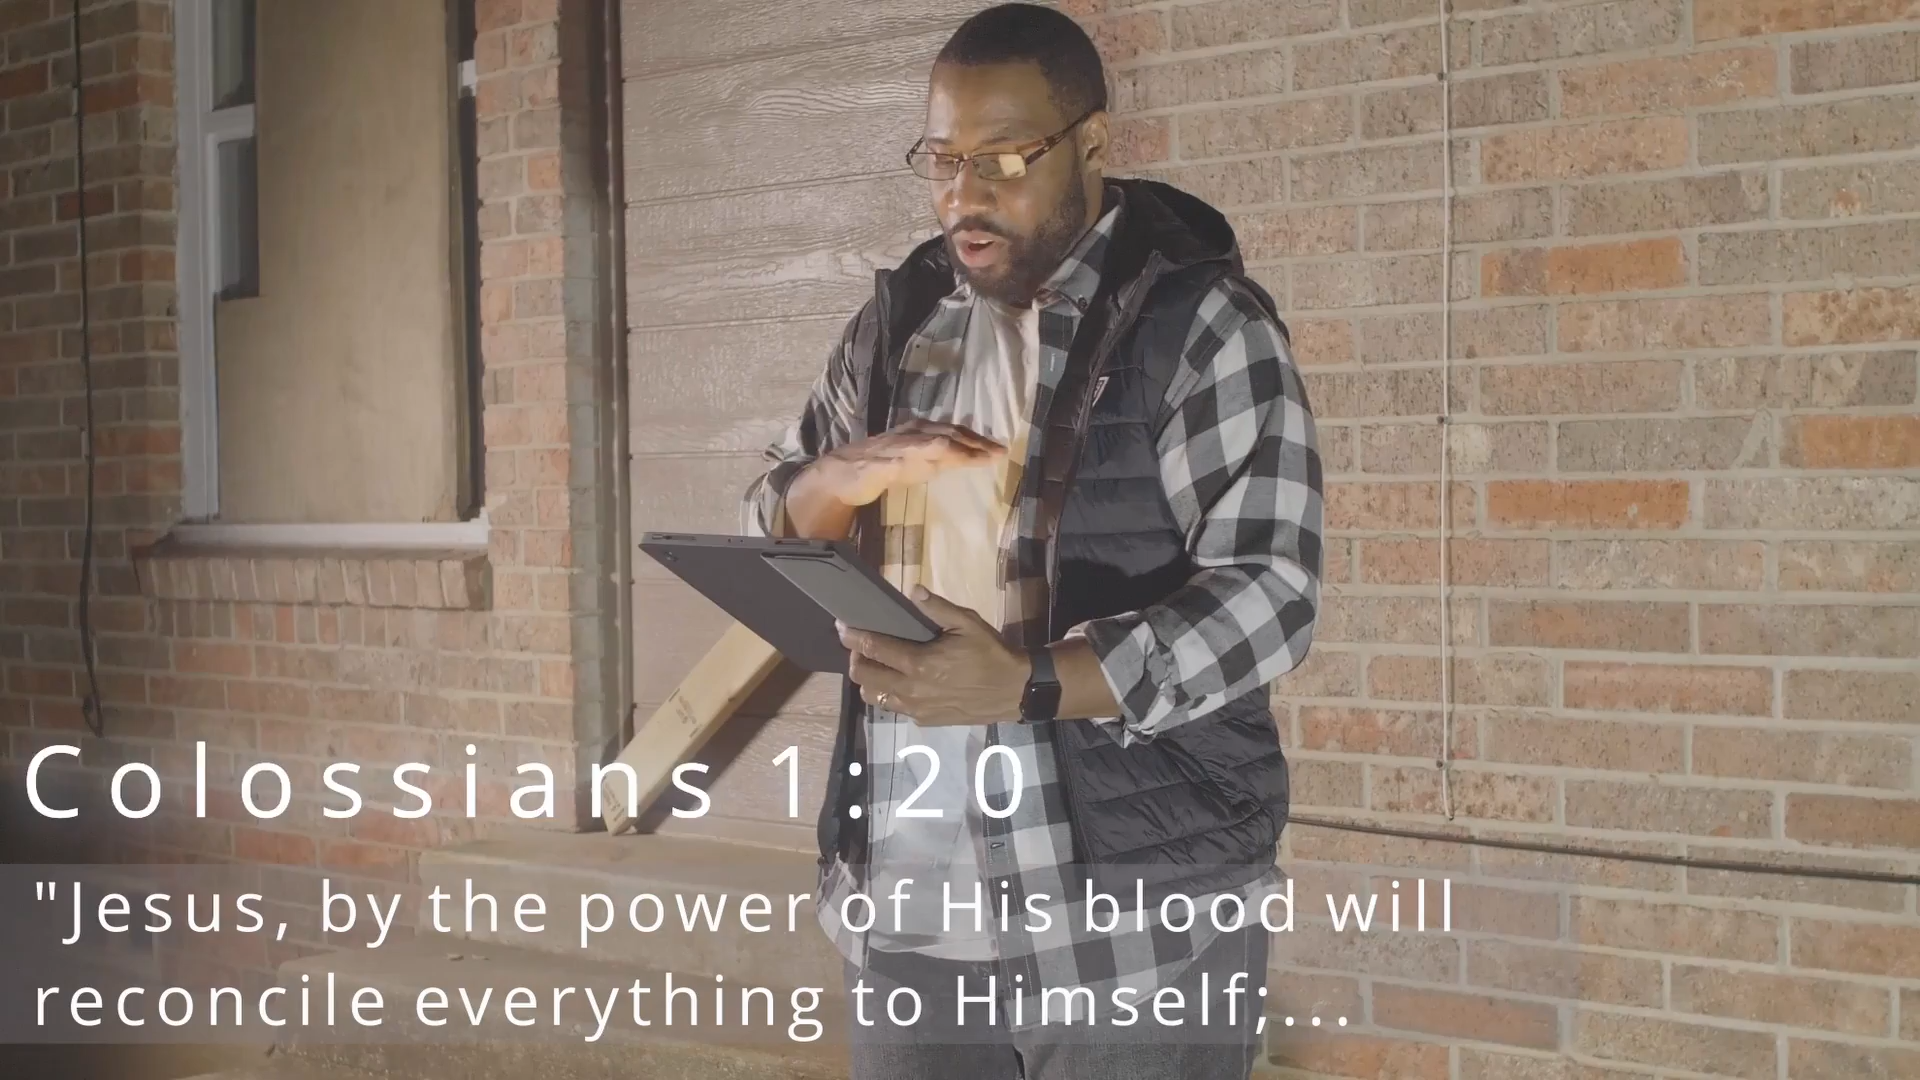 Colossians 1:20
"Jesus, by the power of His blood will
reconcile everything to Himself;...